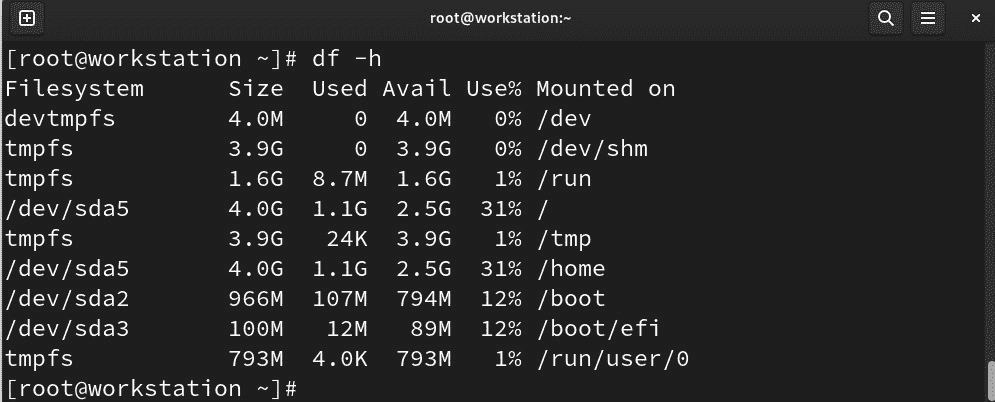 root@workstation:~
[root@workstation ~]# df -h
Filesystem      Size  Used Avail Use% Mounted on
devtmpfs        4.0M     0  4.0M   0% /dev
tmpfs           3.9G     0  3.9G   0% /dev/shm
tmpfs           1.6G  8.7M  1.6G   1% /run
/dev/sda5       4.0G  1.1G  2.5G  31% /
tmpfs           3.9G   24K  3.9G   1% /tmp
/dev/sda5       4.0G  1.1G  2.5G  31% /home
/dev/sda2       966M  107M  794M  12% /boot
/dev/sda3       100M   12M   89M  12% /boot/efi
tmpfs           793M  4.0K  793M   1% /run/user/0
[root@workstation ~]#